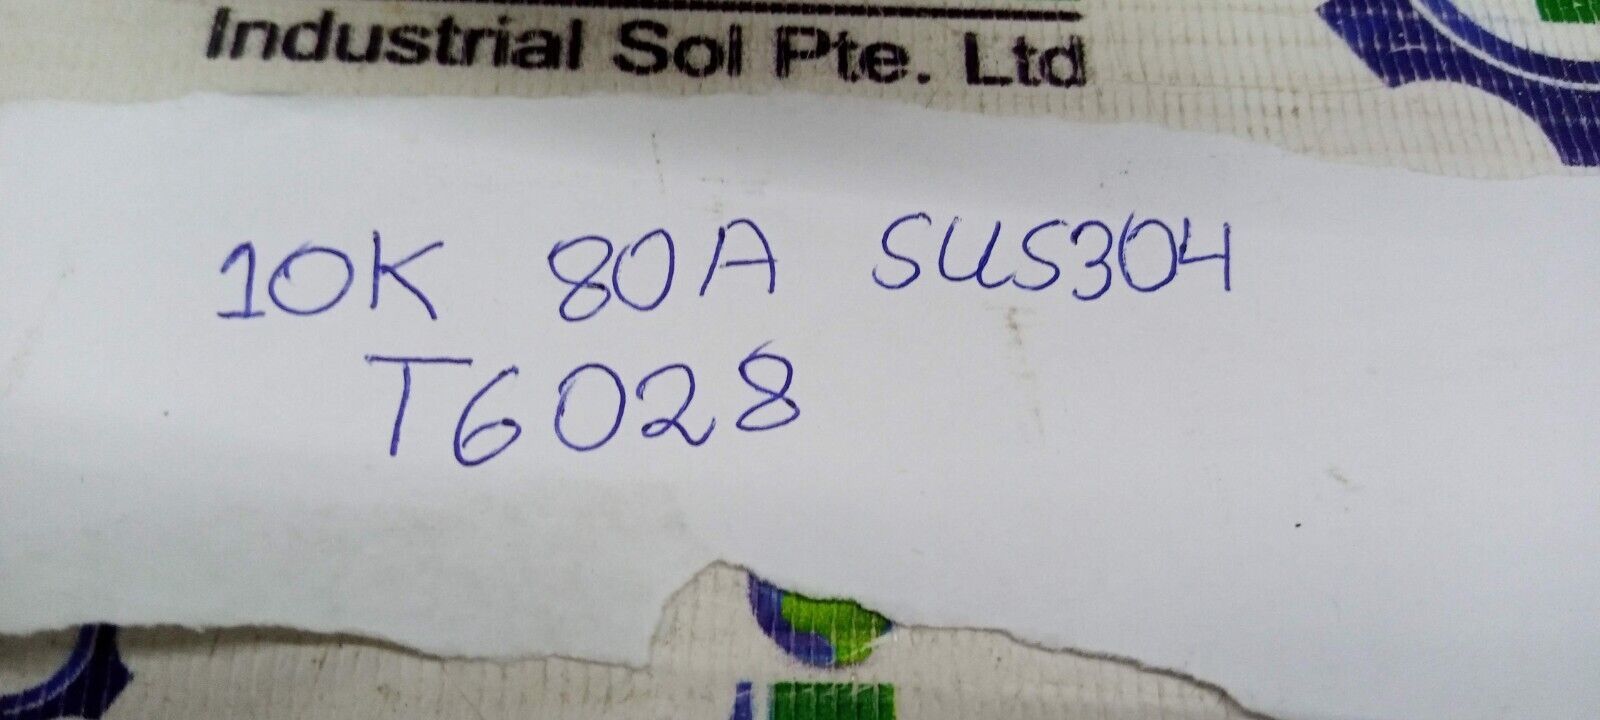 Industrial Sol Pte. Ltd
10K 80A SUS304
T6028